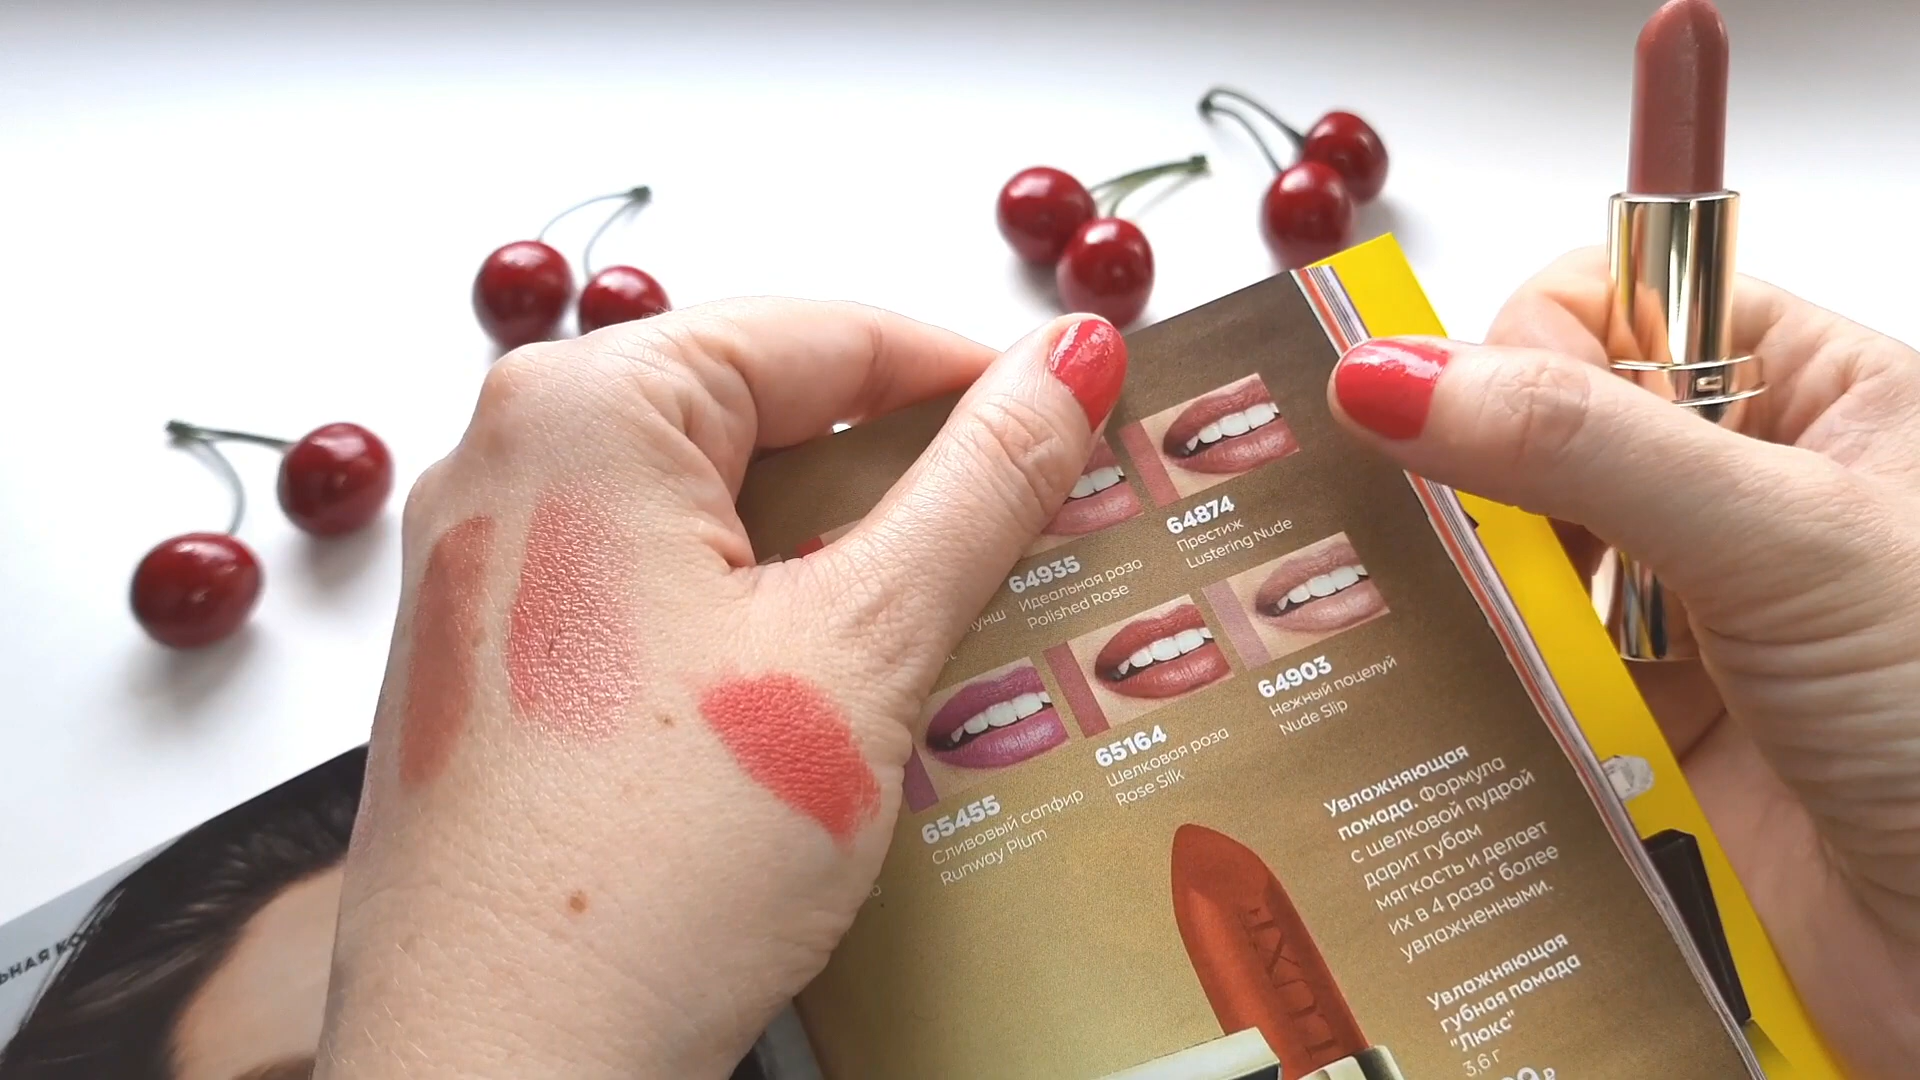 64874
Престиж
Lustering Nude
64935
Идеальная роза
Polished Rose
64903
Нежный поцелуй
Nude Slip
65164
Шелковая роза
Rose Silk
65455
Сливовый сапфир
Runway Plum
Увлажняющая
помада. Формула
с шелковой пудрой
дарит губам
мягкость и делает
их в 4 раза* более
увлажненными.
LUXE
Увлажняющая
губная помада
"Люкс"
3,6 г